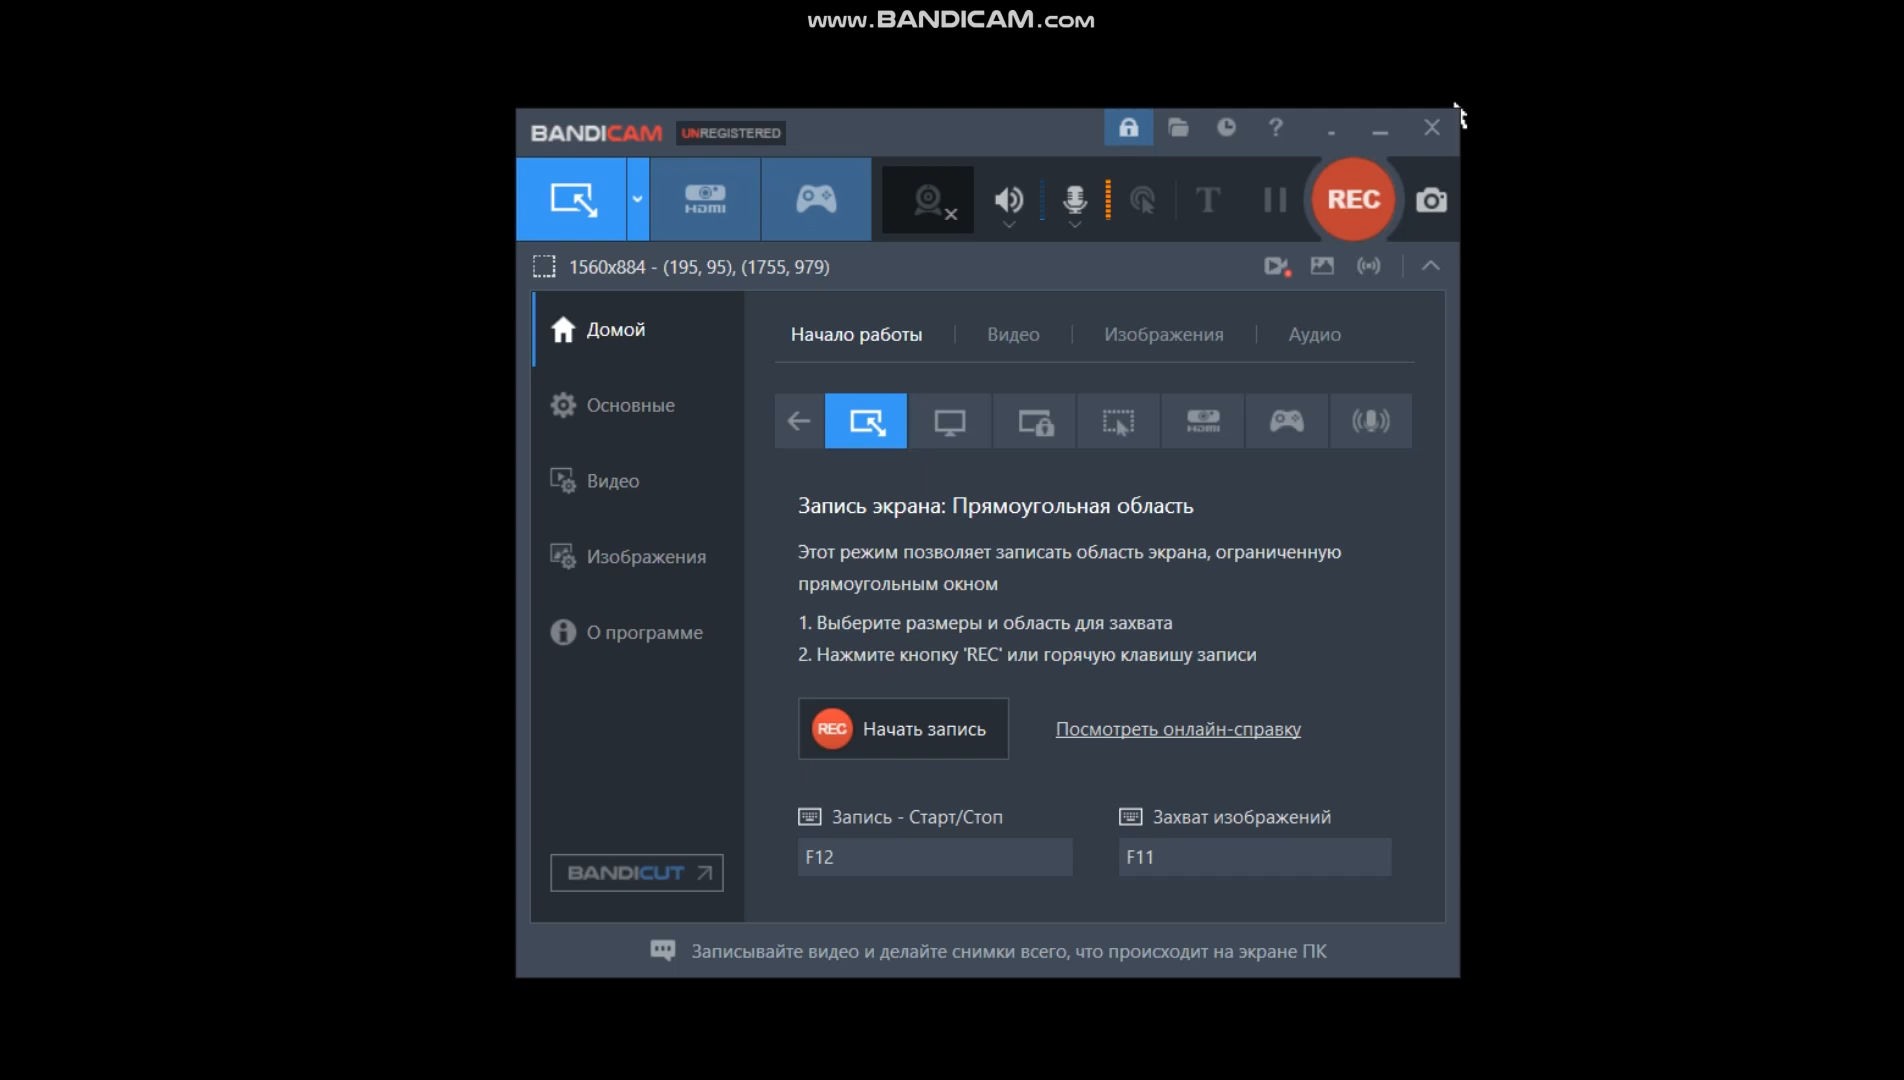 www.BANDICAM.com
BANDICAM UNREGISTERED
?
HDMI T REC
1560x884 - (195, 95), (1755, 979)
Домой
Начало работы Видео Изображения Аудио
Основные
HDMI
Видео
Запись экрана: Прямоугольная область
Этот режим позволяет записать область экрана, ограниченную
прямоугольным окном
Изображения
1. Выберите размеры и область для захвата
О программе
2. Нажмите кнопку 'REC' или горячую клавишу записи
REC Начать запись Посмотреть онлайн-справку
Запись - Старт/Стоп Захват изображений
F12 F11
BANDICUT
Записывайте видео и делайте снимки всего, что происходит на экране ПК